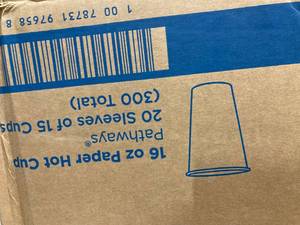 16 oz Paper Hot Cup
Pathways®
20 Sleeves of 15 Cups
(300 Total)
1 00 78731 97658 8